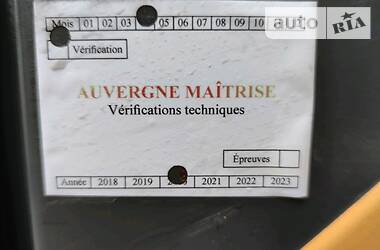 auto RIA
Mois 01 02 03 05 06 07 08 09 10
Vérification
AUVERGNE MAÎTRISE
Vérifications techniques
Épreuves
Année 2018 2019 2021 2022 2023